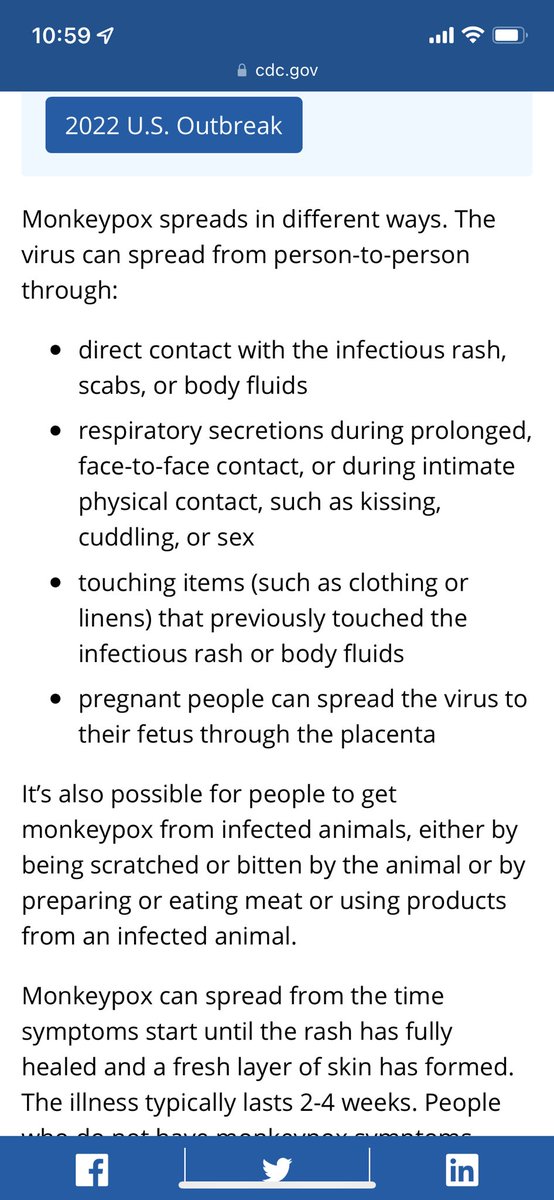 10:59
cdc.gov
2022 U.S. Outbreak
Monkeypox spreads in different ways. The
virus can spread from person-to-person
through:
• direct contact with the infectious rash,
scabs, or body fluids
• respiratory secretions during prolonged,
face-to-face contact, or during intimate
physical contact, such as kissing,
cuddling, or sex
• touching items (such as clothing or
linens) that previously touched the
infectious rash or body fluids
• pregnant people can spread the virus to
their fetus through the placenta
It’s also possible for people to get
monkeypox from infected animals, either by
being scratched or bitten by the animal or by
preparing or eating meat or using products
from an infected animal.
Monkeypox can spread from the time
symptoms start until the rash has fully
healed and a fresh layer of skin has formed.
The illness typically lasts 2-4 weeks. People
who do not have monkeypox symptoms
f
in